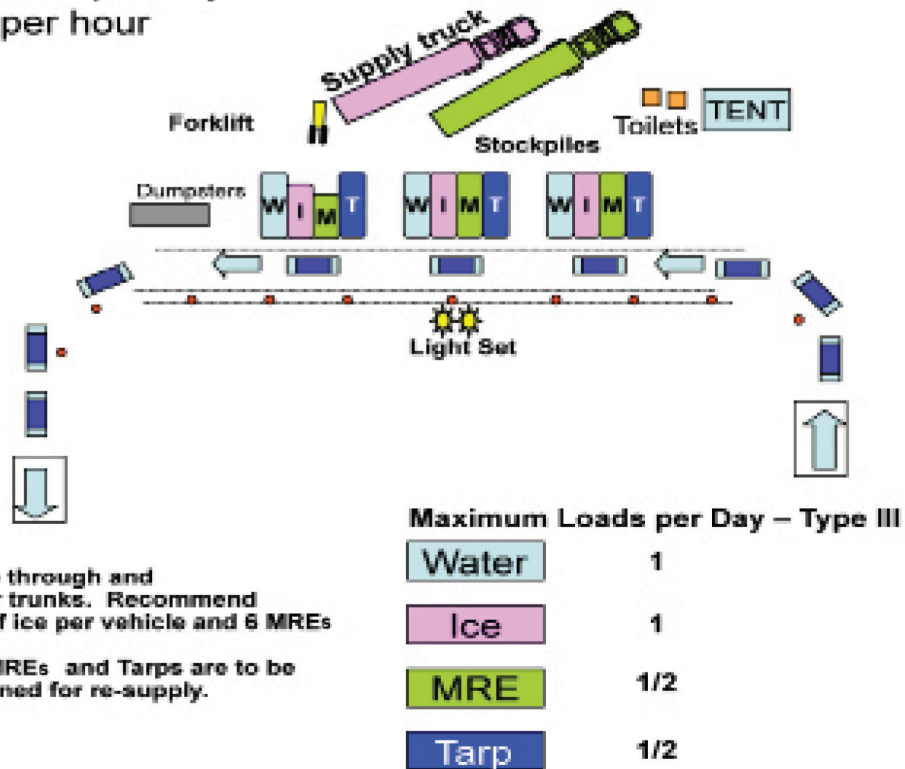 per hour
Supply truck
Forklift
Toilets
TENT
Stockpiles
Dumpsters
W I M T
W I M T
W I M T
Light Set
Maximum Loads per Day – Type III
Water 1
Ice 1
MRE 1/2
Tarp 1/2
through and
trunks. Recommend
ice per vehicle and 6 MREs
MREs and Tarps are to be
for re-supply.